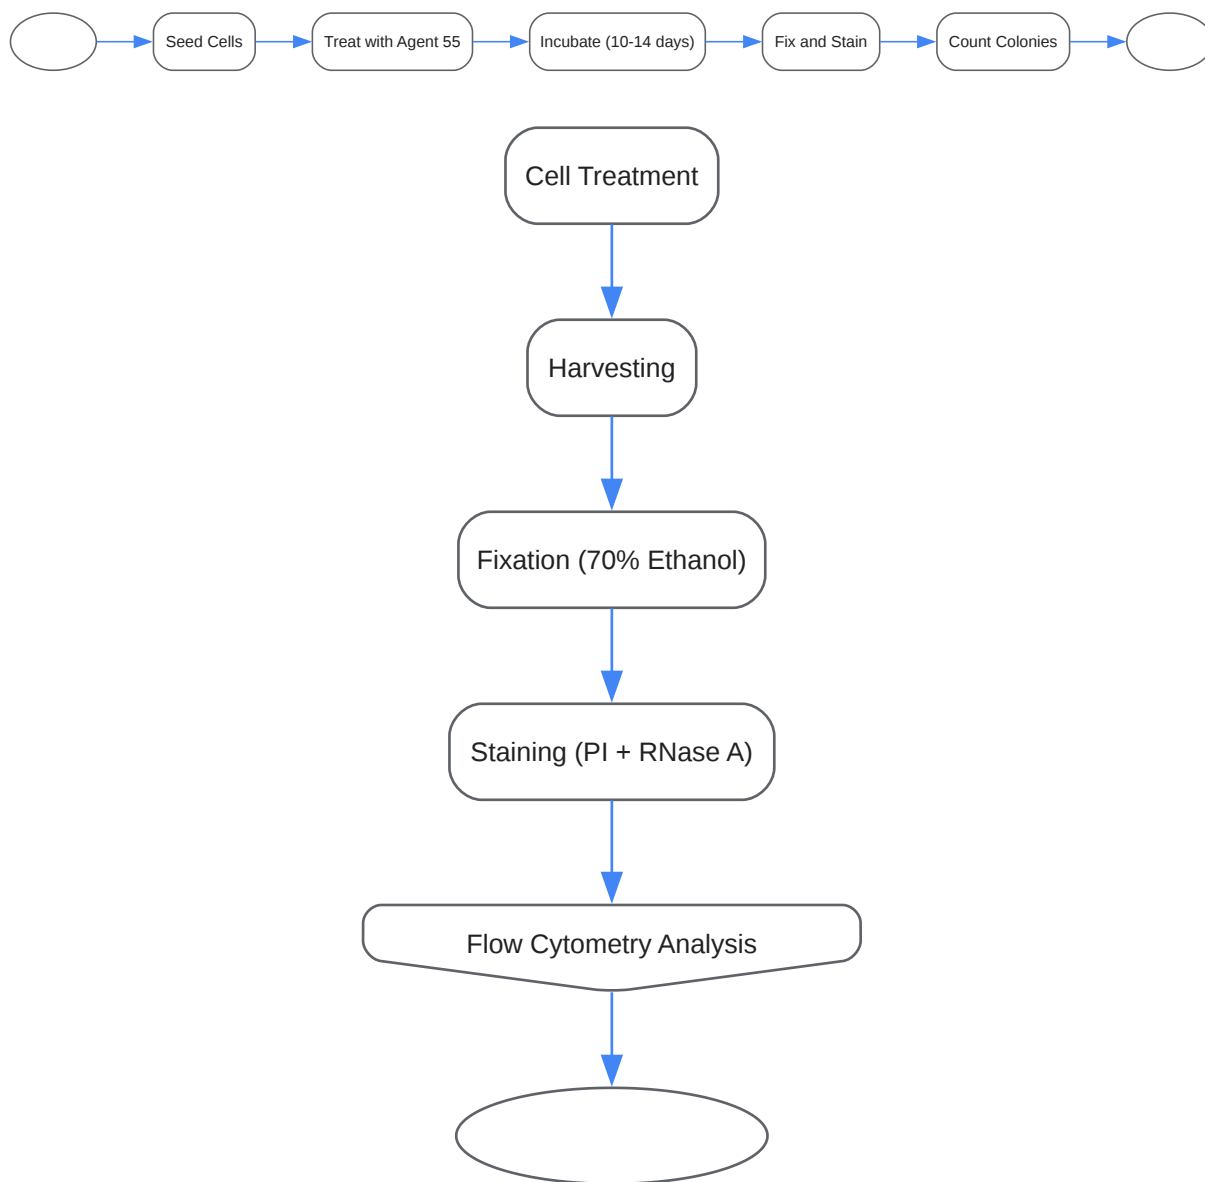 Seed Cells
Treat with Agent 55
Incubate (10-14 days)
Fix and Stain
Count Colonies
Cell Treatment
Harvesting
Fixation (70% Ethanol)
Staining (PI + RNase A)
Flow Cytometry Analysis